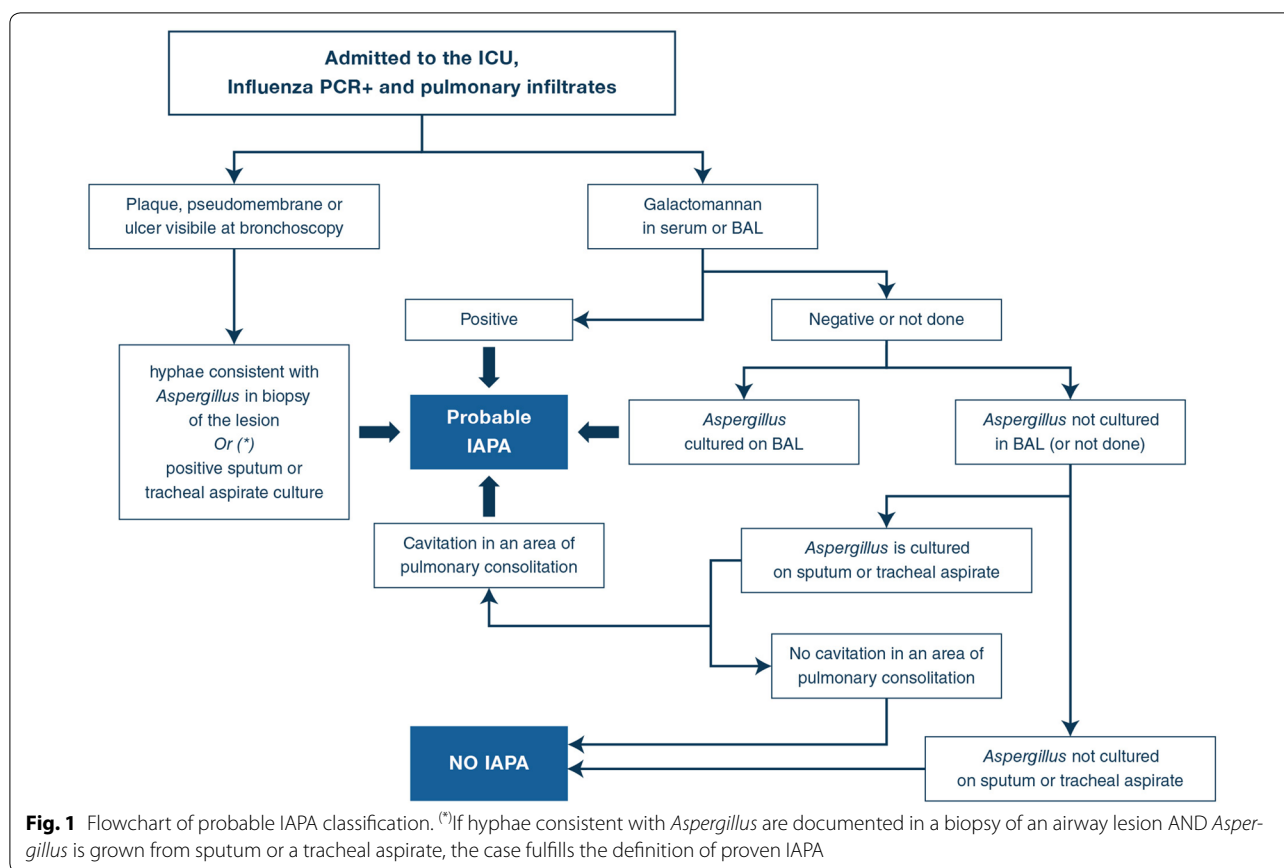 Admitted to the ICU,
Influenza PCR+ and pulmonary infiltrates
Plaque, pseudomembrane or
ulcer visibile at bronchoscopy
Galactomannan
in serum or BAL
Positive
Negative or not done
hyphae consistent with
Aspergillus in biopsy
of the lesion
Or (*)
positive sputum or
tracheal aspirate culture
Probable
IAPA
Aspergillus
cultured on BAL
Aspergillus not cultured
in BAL (or not done)
Cavitation in an area of
pulmonary consolitation
Aspergillus is cultured
on sputum or tracheal aspirate
No cavitation in an area of
pulmonary consolitation
NO IAPA
Aspergillus not cultured
on sputum or tracheal aspirate
Fig. 1 Flowchart of probable IAPA classification. (*)If hyphae consistent with Aspergillus are documented in a biopsy of an airway lesion AND Asper-
gillus is grown from sputum or a tracheal aspirate, the case fulfills the definition of proven IAPA